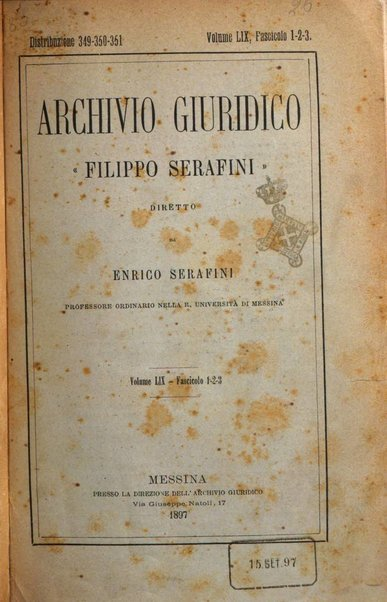 Distribuzione 349-350-351 Volume LIX, Fascicolo 1-2-3.
ARCHIVIO GIURIDICO
« FILIPPO SERAFINI »
DIRETTO
DA
ENRICO SERAFINI
PROFESSORE ORDINARIO NELLA R. UNIVERSITÀ DI MESSINA
Volume LIX - Fascicolo 1-2-3
MESSINA
PRESSO LA DIREZIONE DELL' ARCHIVIO GIURIDICO
Via Giuseppe Natoli, 17
1897
15 SET. 97